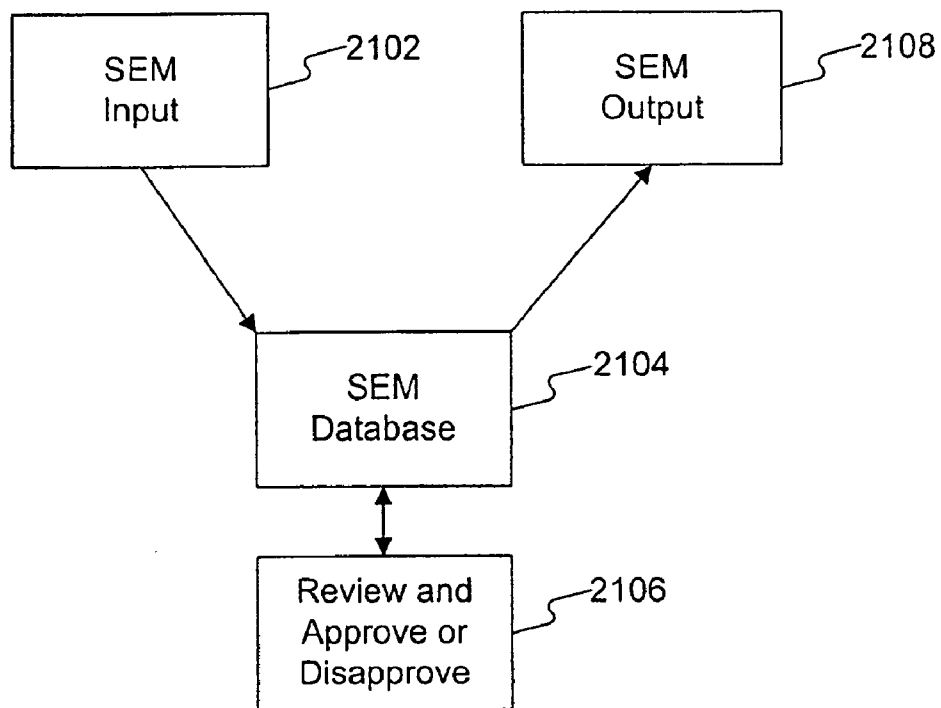 SEM
Input
2102
SEM
Output
2108
SEM
Database
2104
Review and
Approve or
Disapprove
2106